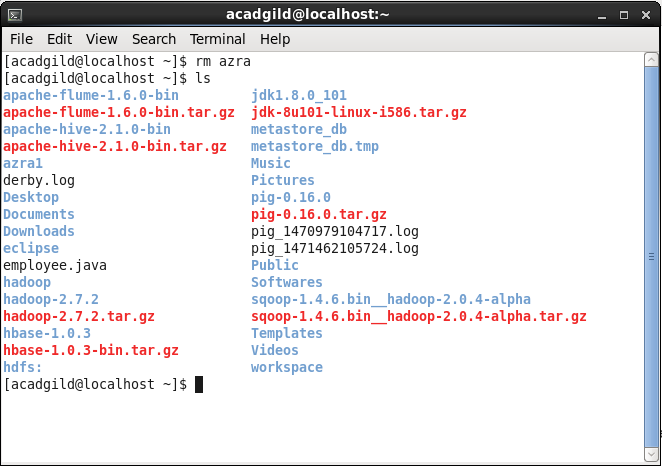 acadgild@localhost:~
File Edit View Search Terminal Help
[acadgild@localhost ~]$ rm azra
[acadgild@localhost ~]$ ls
apache-flume-1.6.0-bin jdk1.8.0_101
apache-flume-1.6.0-bin.tar.gz jdk-8u101-linux-i586.tar.gz
apache-hive-2.1.0-bin metastore_db
apache-hive-2.1.0-bin.tar.gz metastore_db.tmp
azra1 Music
derby.log Pictures
Desktop pig-0.16.0
Documents pig-0.16.0.tar.gz
Downloads pig_1470979104717.log
eclipse pig_1471462105724.log
employee.java Public
hadoop Softwares
hadoop-2.7.2 sqoop-1.4.6.bin__hadoop-2.0.4-alpha
hadoop-2.7.2.tar.gz sqoop-1.4.6.bin__hadoop-2.0.4-alpha.tar.gz
hbase-1.0.3 Templates
hbase-1.0.3-bin.tar.gz Videos
hdfs: workspace
[acadgild@localhost ~]$